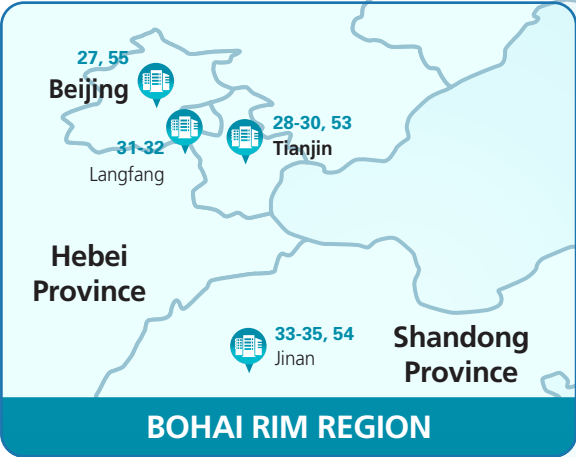 27, 55
Beijing
28-30, 53
Tianjin
31-32
Langfang
Hebei
Province
33-35, 54
Jinan
Shandong
Province
BOHAI RIM REGION